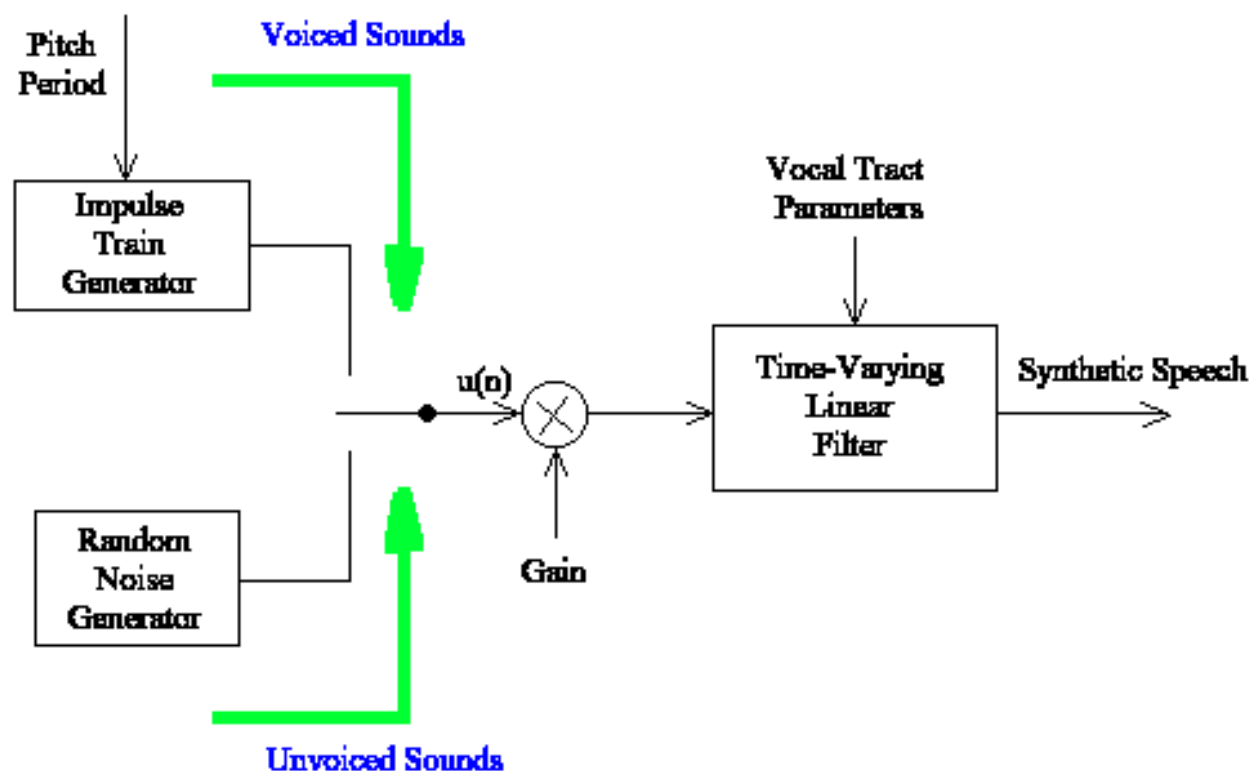 Voiced Sounds
Pitch
Period
Impulse
Train
Generator
Vocal Tract
Parameters
u(n)
Time-Varying
Linear
Filter
Synthetic Speech
Random
Noise
Generator
Gain
Unvoiced Sounds